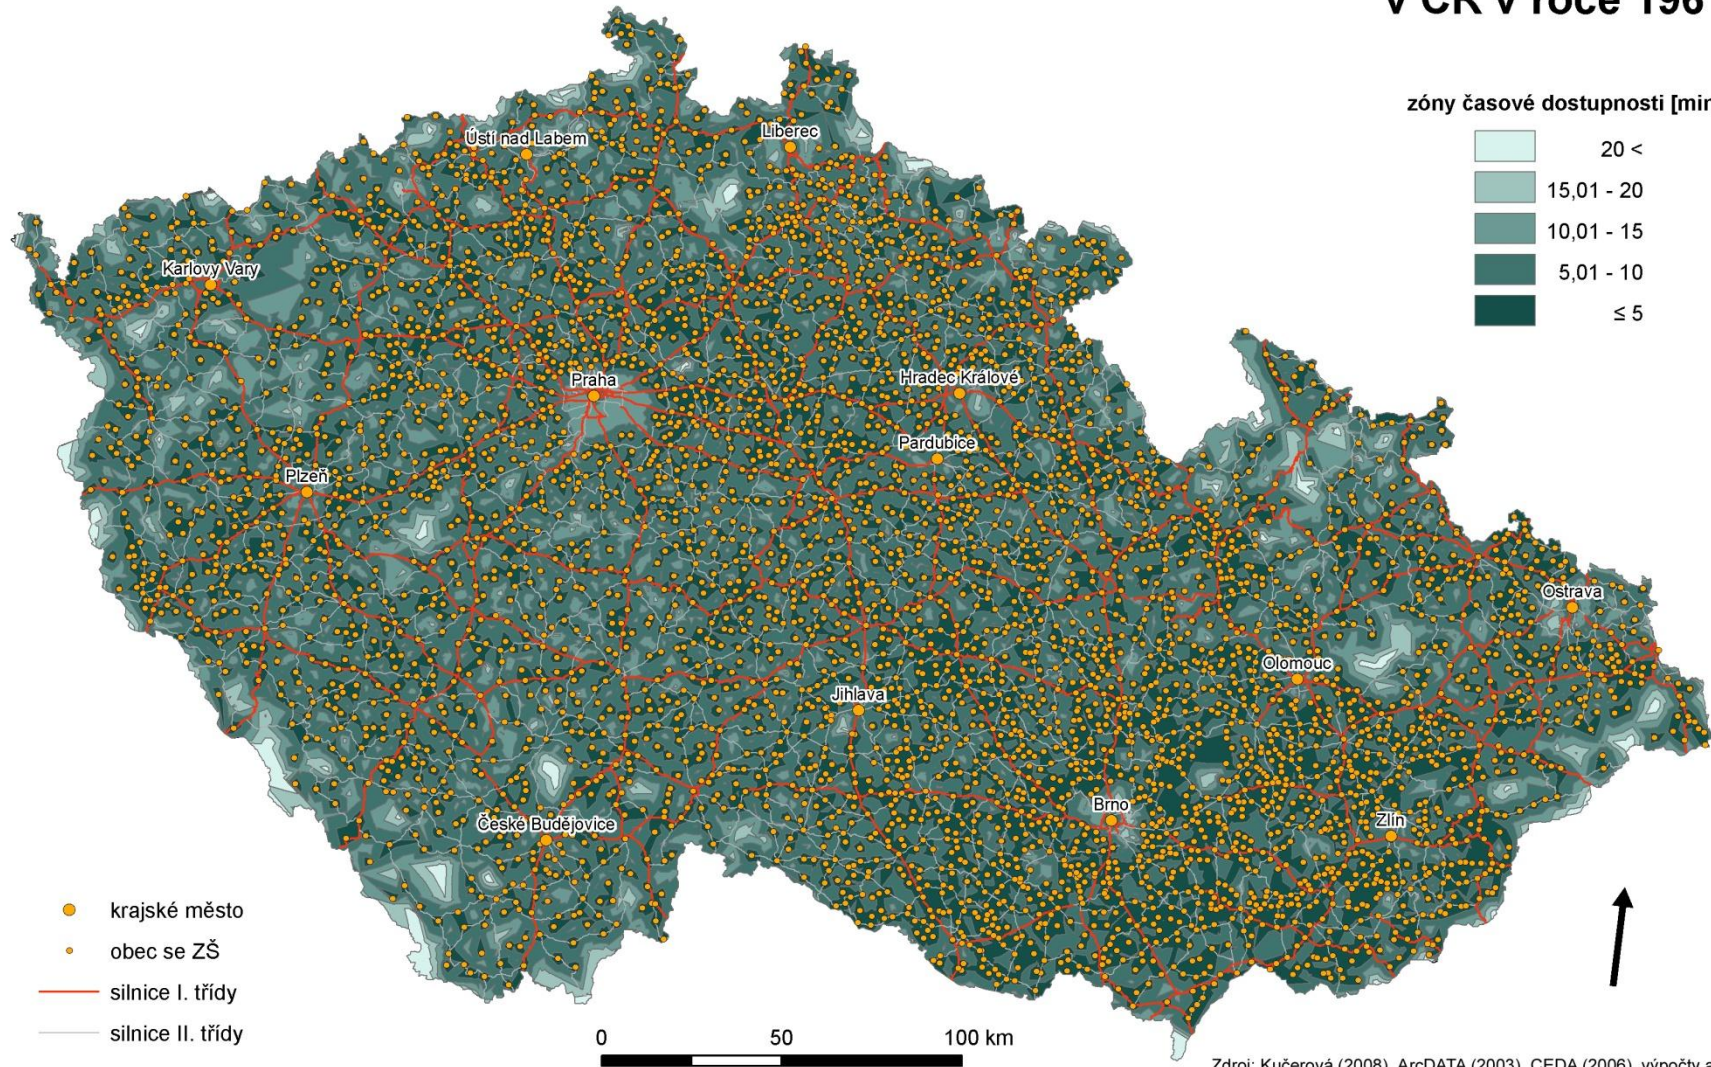 v ČR v roce 196
zóny časové dostupnosti [min
20 <
15,01 - 20
10,01 - 15
5,01 - 10
≤ 5
Ústí nad Labem
Liberec
Karlovy Vary
Praha
Hradec Králové
Pardubice
Plzeň
Ostrava
Olomouc
Jihlava
Brno
Zlín
České Budějovice
krajské město
obec se ZŠ
silnice I. třídy
silnice II. třídy
0 50 100 km
Zdroj: Kučerová (2008), ArcDATA (2003), CEDA (2006), výpočty a